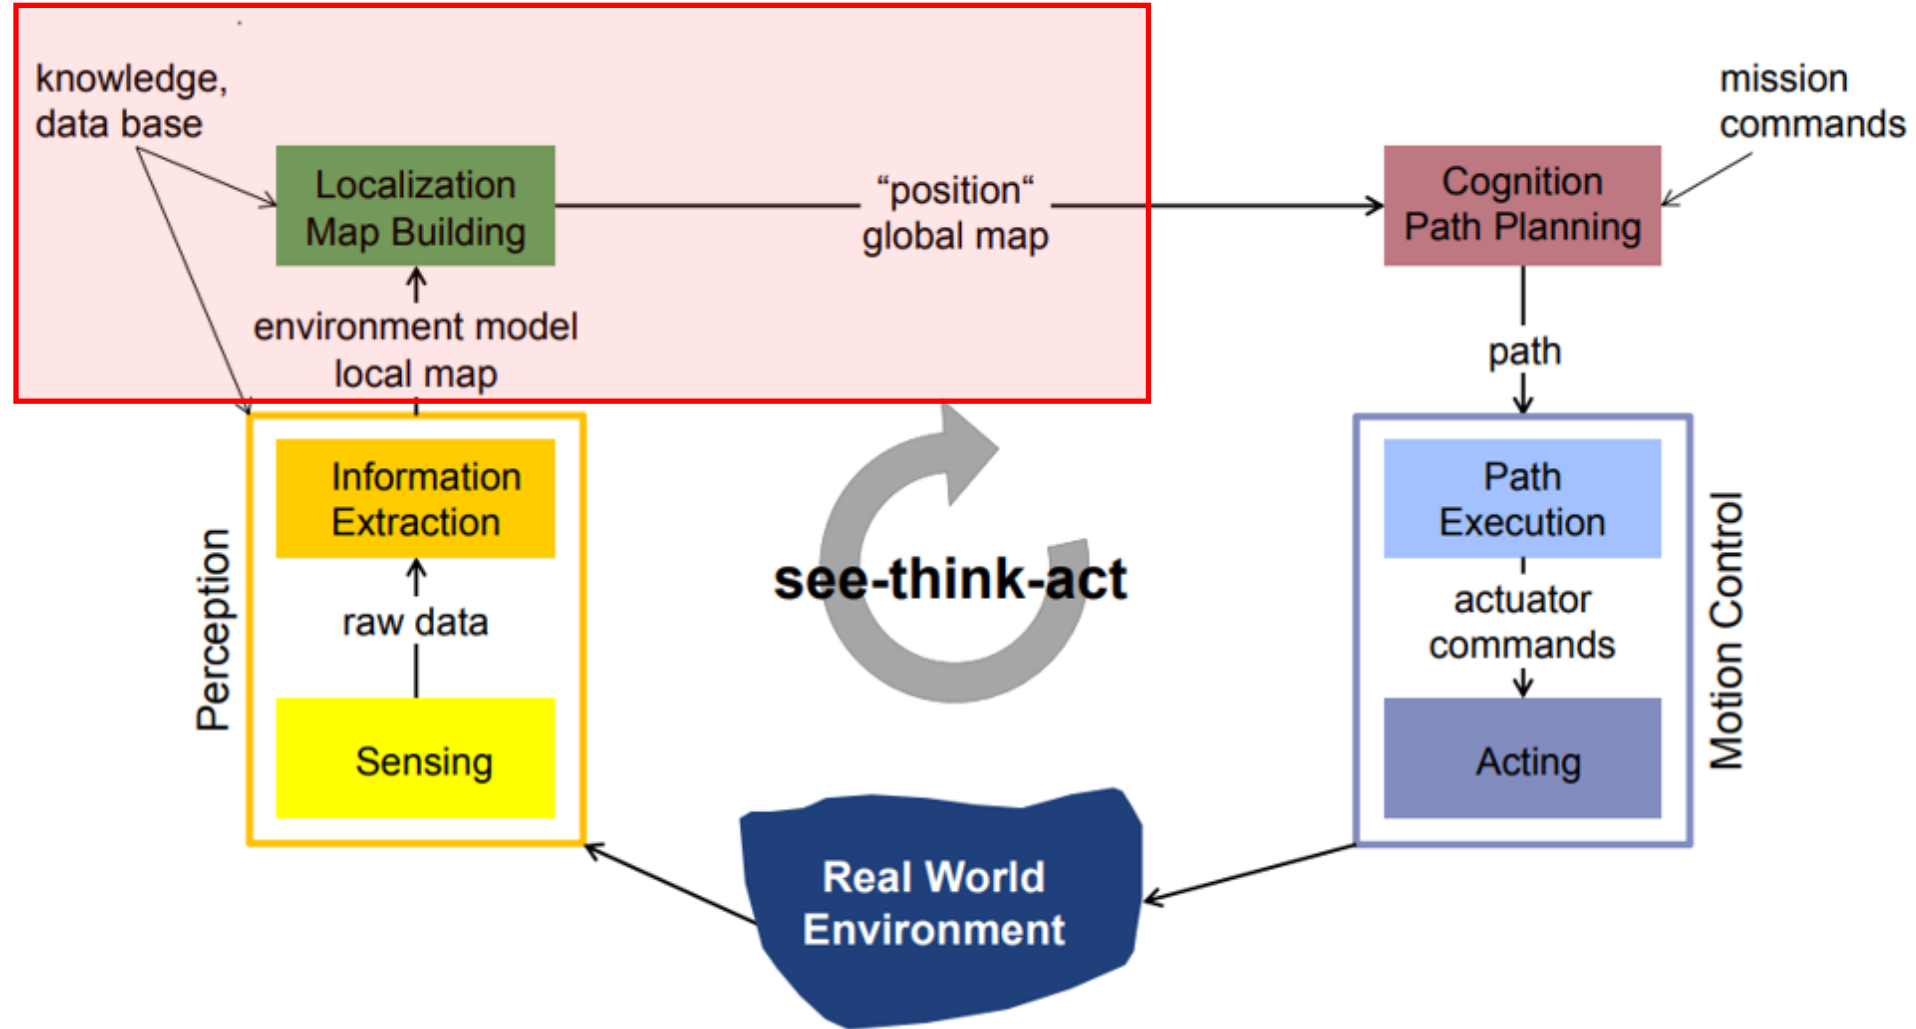 knowledge,
data base
Localization
Map Building
“position“
global map
Cognition
Path Planning
mission
commands
environment model
local map
path
Information
Extraction
raw data
Sensing
Perception
see-think-act
Path
Execution
actuator
commands
Acting
Motion Control
Real World
Environment